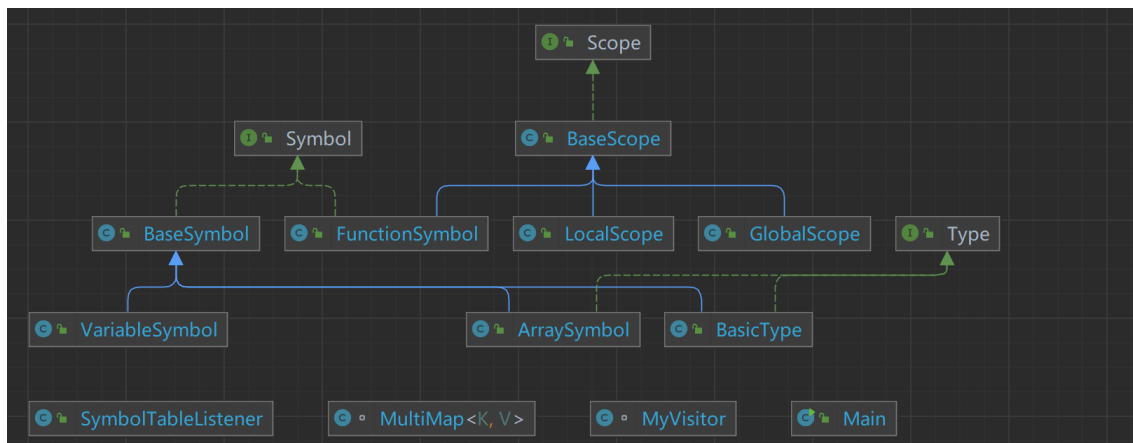 Scope
Symbol
BaseScope
BaseSymbol
FunctionSymbol
LocalScope
GlobalScope
Type
VariableSymbol
ArraySymbol
BasicType
SymbolTableListener
MultiMap<K, V>
MyVisitor
Main